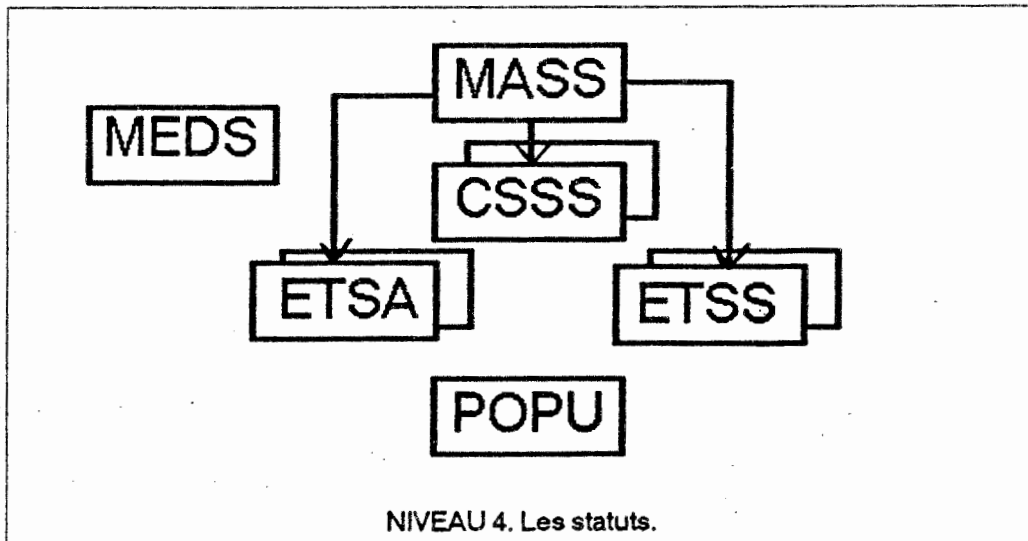 MASS
MEDS
CSSS
ETSA
ETSS
POPU
NIVEAU 4. Les statuts.